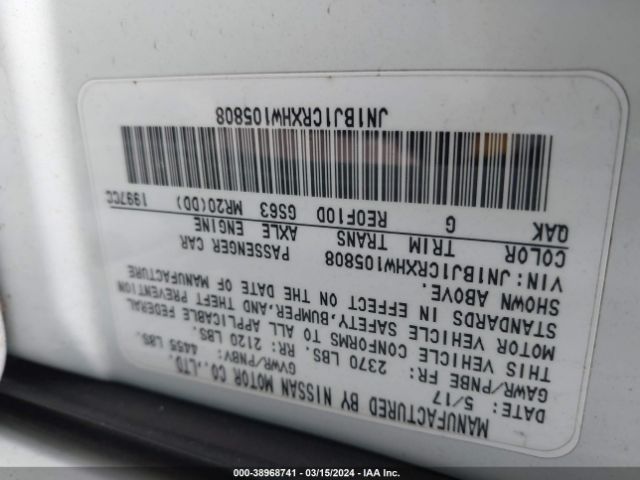 MANUFACTURED BY NISSAN MOTOR CO.,LTD.
DATE: 5/17 GVWR/PNBV: 4455 LBS.
GAWR/PNBE FR: 2370 LBS. RR: 2120 LBS.
THIS VEHICLE CONFORMS TO ALL APPLICABLE FEDERAL
MOTOR VEHICLE SAFETY,BUMPER,AND THEFT PREVENTION
STANDARDS IN EFFECT ON THE DATE OF MANUFACTURE
SHOWN ABOVE.
VIN:JN1BJ1CRXHW105808 PASSENGER CAR
COLOR TRIM TRANS AXLE ENGINE
QAK G RE0F10D GS63 MR20(DD) 1997CC
JN1BJ1CRXHW105808
000-38968741 - 03/15/2024 - IAA Inc.